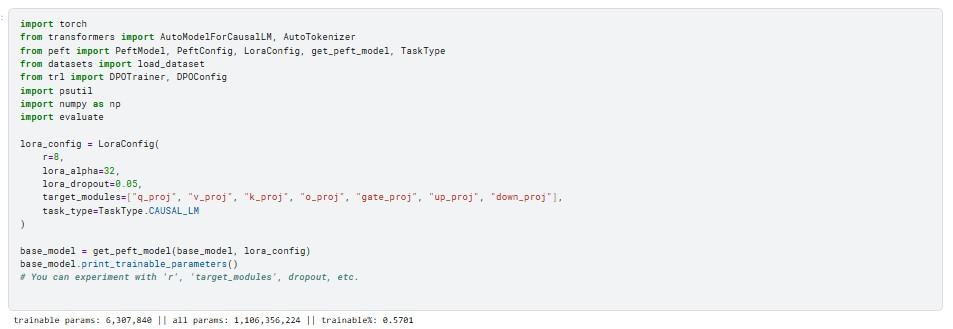 :
import torch
from transformers import AutoModelForCausalLM, AutoTokenizer
from peft import PeftModel, PeftConfig, LoraConfig, get_peft_model, TaskType
from datasets import load_dataset
from trl import DPOTrainer, DPOConfig
import psutil
import numpy as np
import evaluate

lora_config = LoraConfig(
    r=8,
    lora_alpha=32,
    lora_dropout=0.05,
    target_modules=["q_proj", "v_proj", "k_proj", "o_proj", "gate_proj", "up_proj", "down_proj"],
    task_type=TaskType.CAUSAL_LM
)

base_model = get_peft_model(base_model, lora_config)
base_model.print_trainable_parameters()
# You can experiment with 'r', 'target_modules', dropout, etc.

trainable params: 6,307,840 || all params: 1,106,356,224 || trainable%: 0.5701